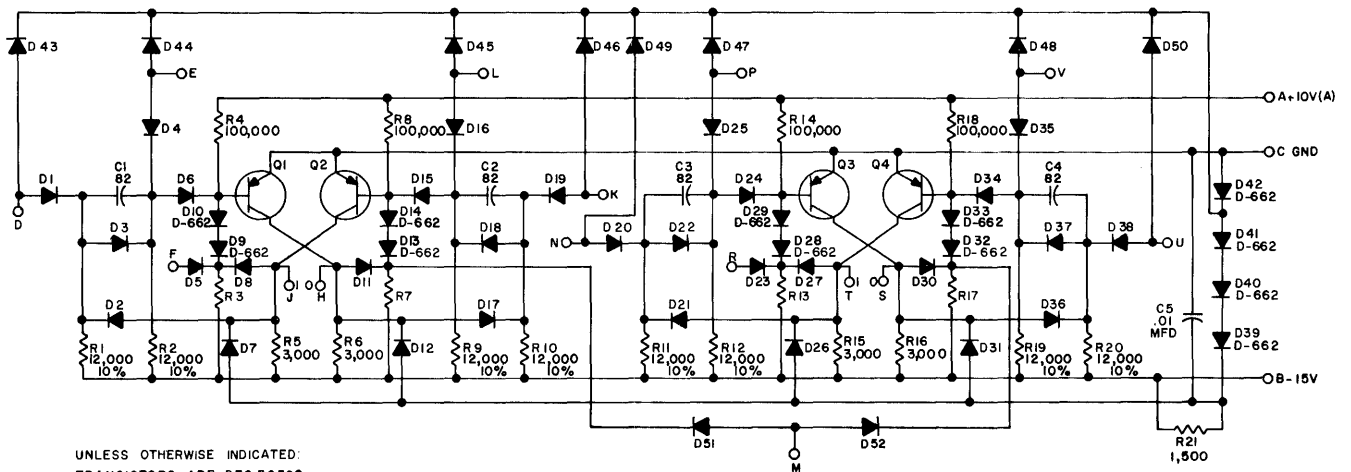 D43
D44
E
D45
L
D46
D49
D47
P
D48
V
D50
A+10V(A)
D4
R4
100,000
R8
100,000
D16
D25
R14
100,000
R18
100,000
D35
C GND
D1
C1
82
D6
Q1
Q2
D15
C2
82
D19
K
C3
82
D24
Q3
Q4
D34
C4
82
D42
D-662
D
D3
D10
D-662
D14
D-662
D18
N
D20
D22
D29
D-662
D33
D-662
D37
D38
U
D41
D-662
F
D9
D-662
D13
D-662
R
D28
D-662
D32
D-662
D5
D8
1
J
0
H
D11
D23
D27
1
T
0
S
D30
D40
D-662
D2
R3
R7
D17
D21
R13
R17
D36
C5
.01
MFD
R1
12,000
10%
R2
12,000
10%
D7
R5
3,000
R6
3,000
D12
R9
12,000
10%
R10
12,000
10%
R11
12,000
10%
R12
12,000
10%
D26
R15
3,000
R16
3,000
D31
R19
12,000
10%
R20
12,000
10%
D39
D-662
B-15V
D51
D52
M
R21
1,500
UNLESS OTHERWISE INDICATED: